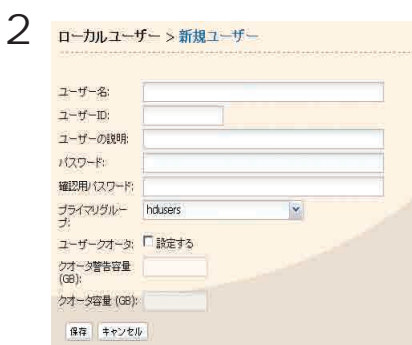 2
ローカルユーザー > 新規ユーザー
ユーザー名:
ユーザーID:
ユーザーの説明:
パスワード:
確認用パスワード:
プライマリグルー
プ:
hdusers
ユーザークオータ:
設定する
クオータ警告容量
(GB):
クオータ容量 (GB):
保存 キャンセル